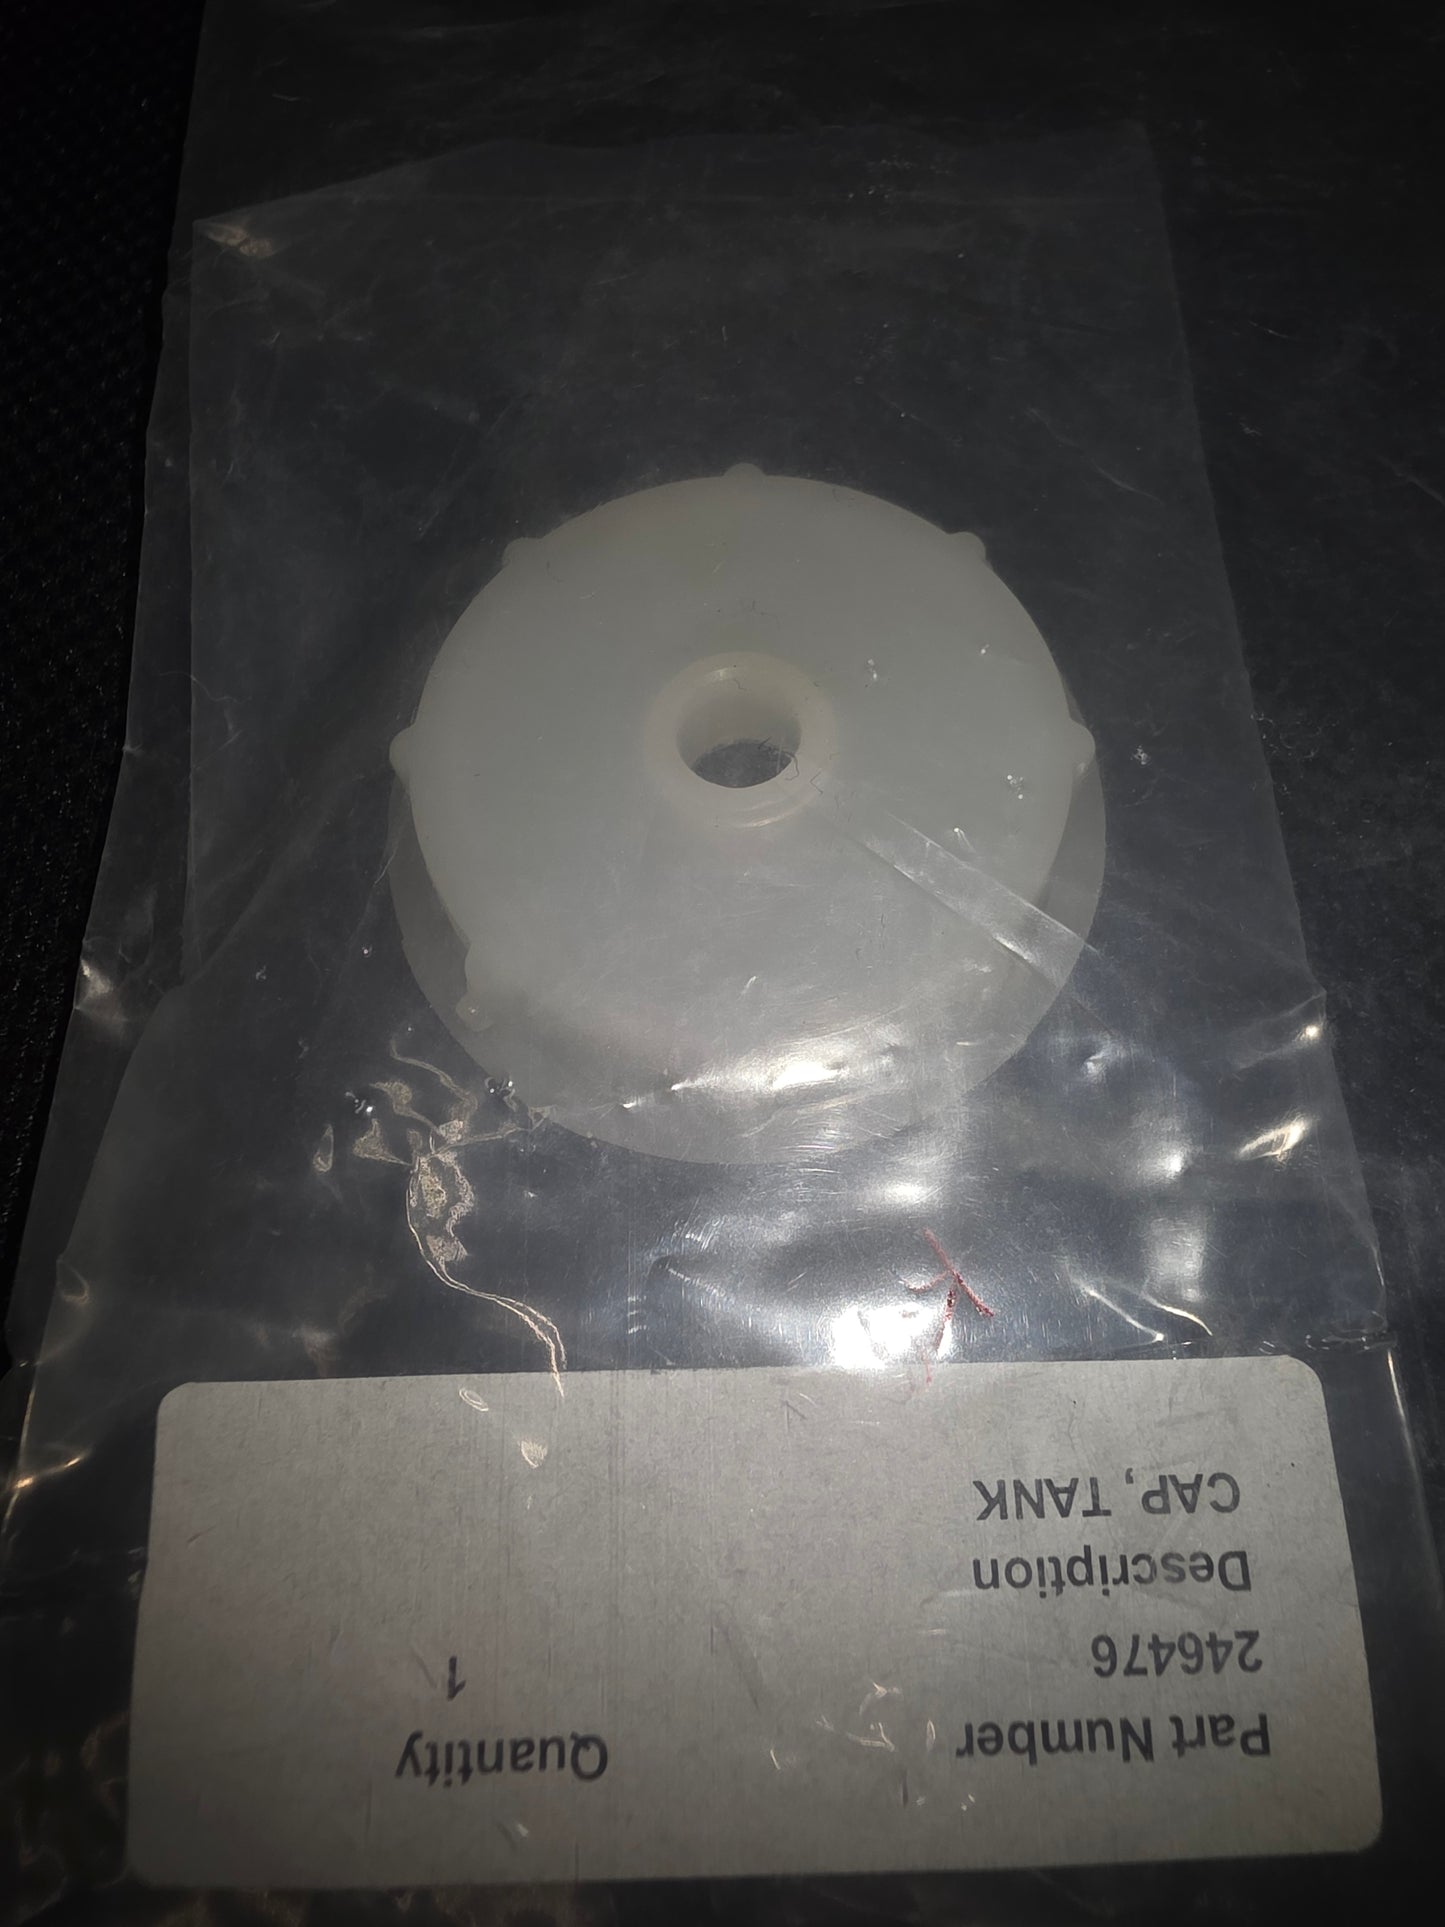 Part Number Quantity
246476 1
Description
CAP, TANK